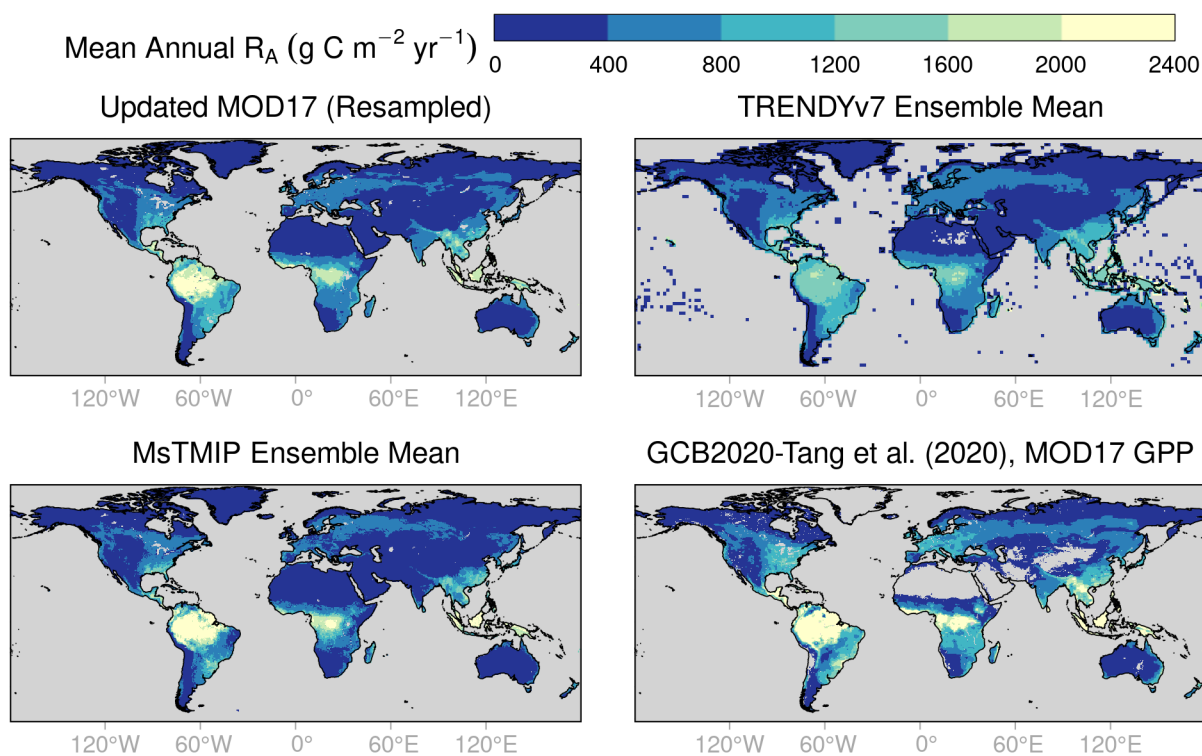 Mean Annual R_A (g C m⁻² yr⁻¹)
0 400 800 1200 1600 2000 2400
Updated MOD17 (Resampled)
TRENDYv7 Ensemble Mean
120°W 60°W 0° 60°E 120°E
120°W 60°W 0° 60°E 120°E
MsTMIP Ensemble Mean
GCB2020-Tang et al. (2020), MOD17 GPP
120°W 60°W 0° 60°E 120°E
120°W 60°W 0° 60°E 120°E